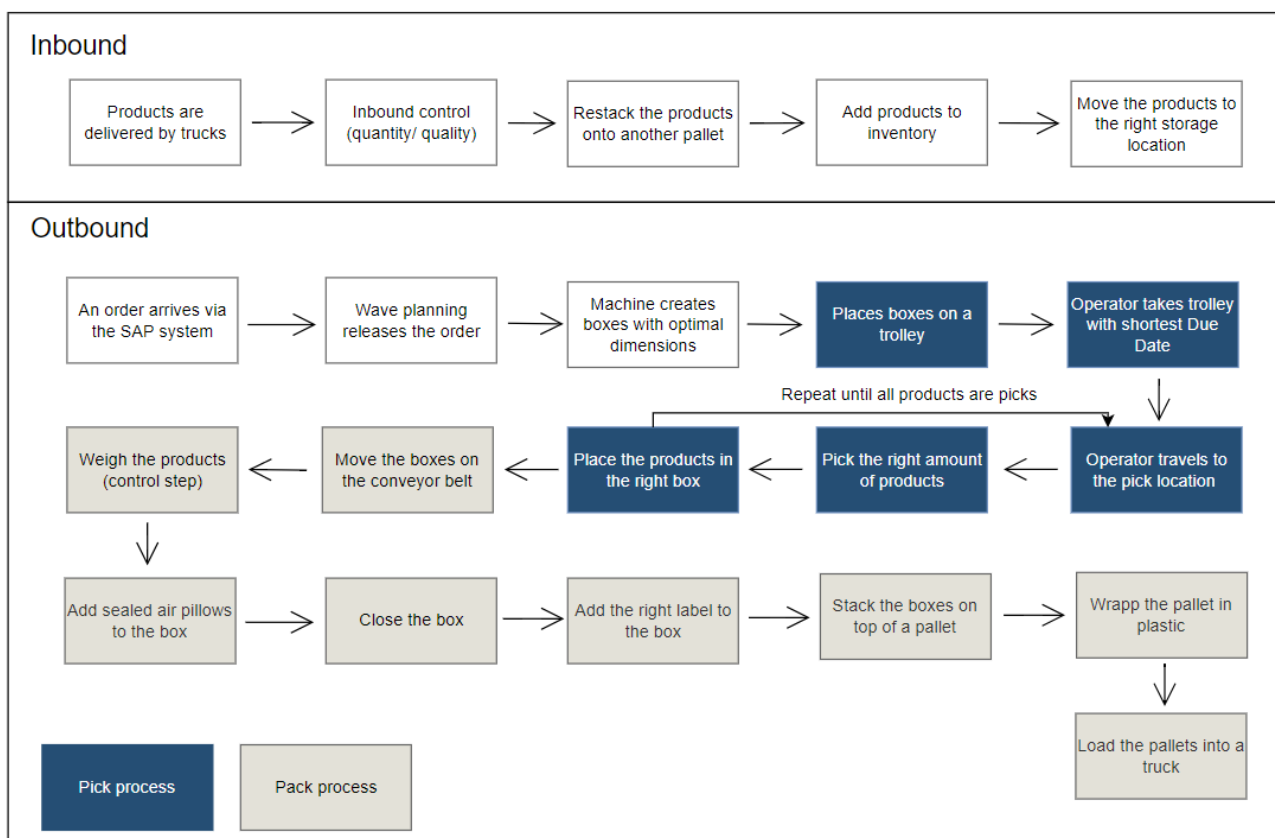 Inbound
Products are
delivered by trucks
Inbound control
(quantity/ quality)
Restack the products
onto another pallet
Add products to
inventory
Move the products to
the right storage
location
Outbound
An order arrives via
the SAP system
Wave planning
releases the order
Machine creates
boxes with optimal
dimensions
Places boxes on a
trolley
Operator takes trolley
with shortest Due
Date
Repeat until all products are picks
Operator travels to
the pick location
Pick the right amount
of products
Place the products in
the right box
Move the boxes on
the conveyor belt
Weigh the products
(control step)
Add sealed air pillows
to the box
Close the box
Add the right label to
the box
Stack the boxes on
top of a pallet
Wrapp the pallet in
plastic
Load the pallets into a
truck
Pick process
Pack process